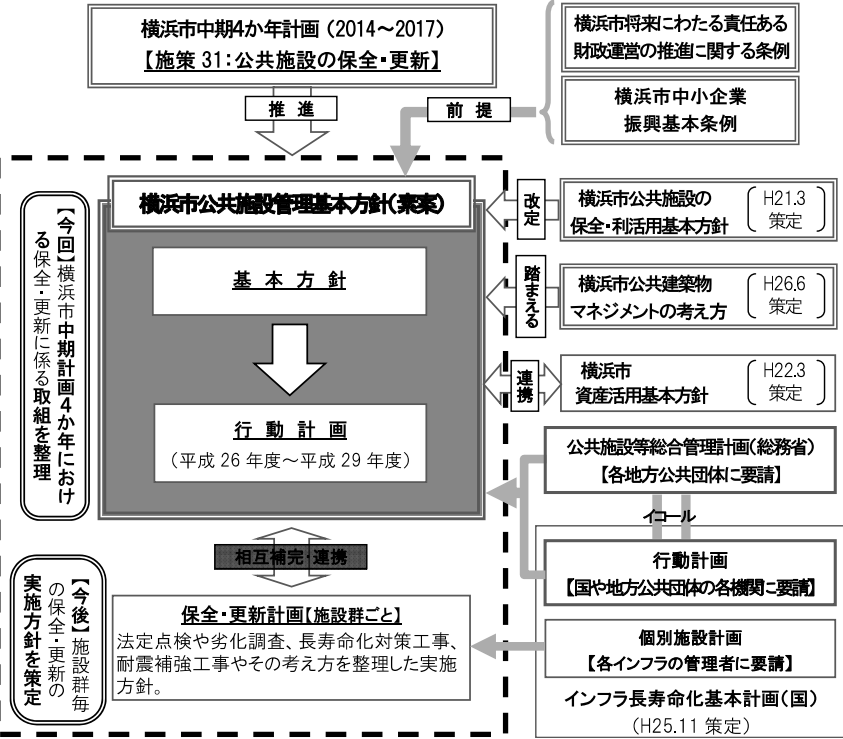 横浜市中期4か年計画（2014～2017）
【施策31：公共施設の保全・更新】
横浜市将来にわたる責任ある
財政運営の推進に関する条例
横浜市中小企業
振興基本条例
推進
前提
横浜市公共施設管理基本方針（素案）
基本方針
行動計画
（平成26年度～平成29年度）
【今回】横浜市中期計画4か年におけ
る保全・更新に係る取組を整理
改定
横浜市公共施設の
保全・利活用基本方針
H21.3
策定
踏まえる
横浜市公共建築物
マネジメントの考え方
H26.6
策定
連携
横浜市
資産活用基本方針
H22.3
策定
公共施設等総合管理計画（総務省）
【各地方公共団体に要請】
イコール
行動計画
【国や地方公共団体の各機関に要請】
個別施設計画
【各インフラの管理者に要請】
インフラ長寿命化基本計画（国）
（H25.11策定）
相互補完・連携
【今後】施設群毎
の保全・更新の
実施方針を策定
保全・更新計画【施設群ごと】
法定点検や劣化調査、長寿命化対策工事、
耐震補強工事やその考え方を整理した実施
方針。